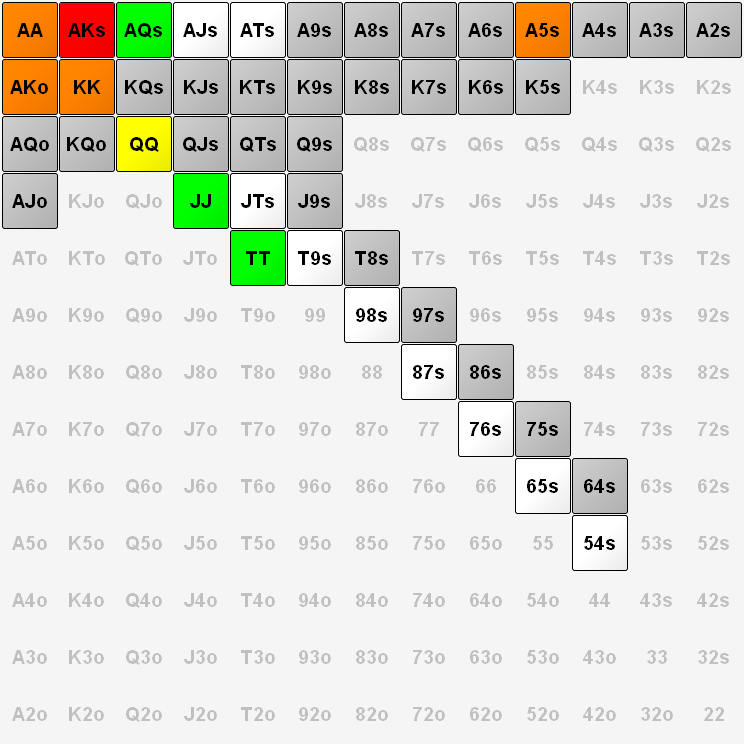 AA AKs AQs AJs ATs A9s A8s A7s A6s A5s A4s A3s A2s
AKo KK KQs KJs KTs K9s K8s K7s K6s K5s K4s K3s K2s
AQo KQo QQ QJs QTs Q9s Q8s Q7s Q6s Q5s Q4s Q3s Q2s
AJo KJo QJo JJ JTs J9s J8s J7s J6s J5s J4s J3s J2s
ATo KTo QTo JTo TT T9s T8s T7s T6s T5s T4s T3s T2s
A9o K9o Q9o J9o T9o 99 98s 97s 96s 95s 94s 93s 92s
A8o K8o Q8o J8o T8o 98o 88 87s 86s 85s 84s 83s 82s
A7o K7o Q7o J7o T7o 97o 87o 77 76s 75s 74s 73s 72s
A6o K6o Q6o J6o T6o 96o 86o 76o 66 65s 64s 63s 62s
A5o K5o Q5o J5o T5o 95o 85o 75o 65o 55 54s 53s 52s
A4o K4o Q4o J4o T4o 94o 84o 74o 64o 54o 44 43s 42s
A3o K3o Q3o J3o T3o 93o 83o 73o 63o 53o 43o 33 32s
A2o K2o Q2o J2o T2o 92o 82o 72o 62o 52o 42o 32o 22